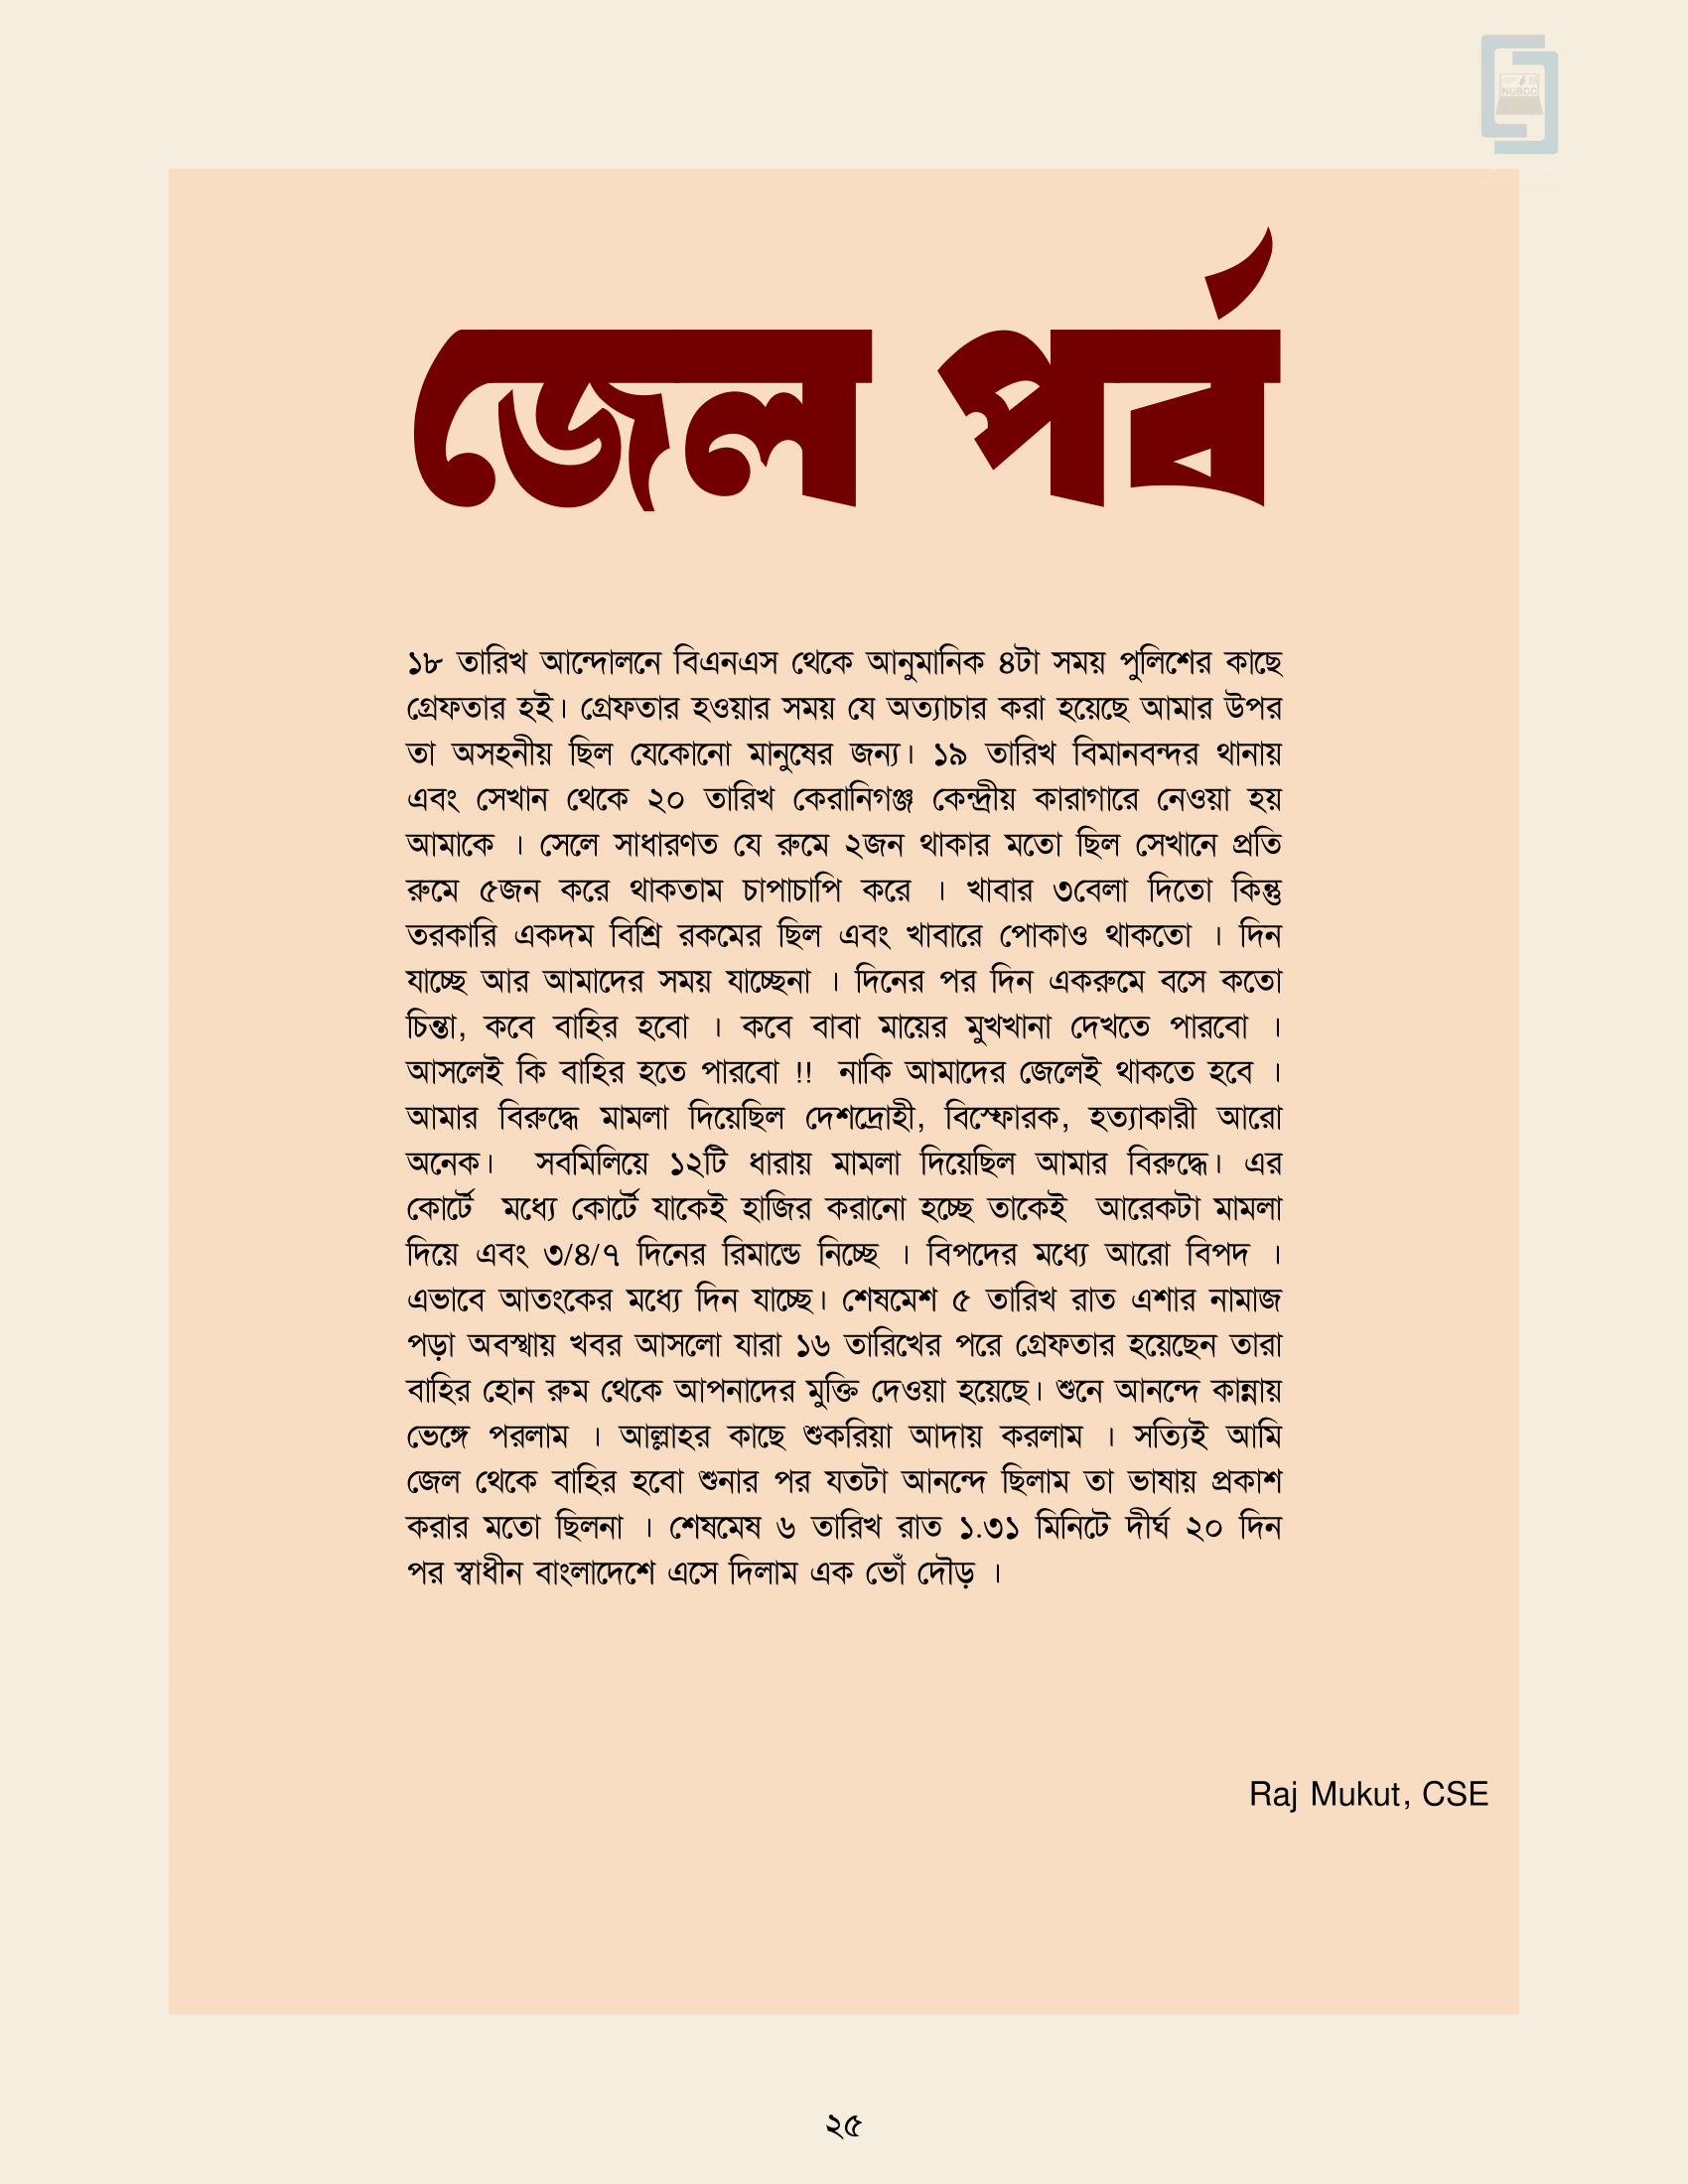 NUBCC
জেল পর্ব
১৮ তারিখ আন্দোলনে বিএনএস থেকে আনুমানিক ৪টা সময় পুলিশের কাছে
গ্রেফতার হই। গ্রেফতার হওয়ার সময় যে অত্যাচার করা হয়েছে আমার উপর
তা অসহনীয় ছিল যেকোনো মানুষের জন্য। ১৯ তারিখ বিমানবন্দর থানায়
এবং সেখান থেকে ২০ তারিখ কেরানিগঞ্জ কেন্দ্রীয় কারাগারে নেওয়া হয়
আমাকে । সেলে সাধারণত যে রুমে ২জন থাকার মতো ছিল সেখানে প্রতি
রুমে ৫জন করে থাকতাম চাপাচাপি করে । খাবার ৩বেলা দিতো কিন্তু
তরকারি একদম বিশ্রি রকমের ছিল এবং খাবারে পোকাও থাকতো । দিন
যাচ্ছে আর আমাদের সময় যাচ্ছেনা । দিনের পর দিন একরুমে বসে কতো
চিন্তা, কবে বাহির হবো । কবে বাবা মায়ের মুখখানা দেখতে পারবো ।
আসলেই কি বাহির হতে পারবো !! নাকি আমাদের জেলেই থাকতে হবে ।
আমার বিরুদ্ধে মামলা দিয়েছিল দেশদ্রোহী, বিস্ফোরক, হত্যাকারী আরো
অনেক। সবমিলিয়ে ১২টি ধারায় মামলা দিয়েছিল আমার বিরুদ্ধে। এর
কোর্টে মধ্যে কোর্টে যাকেই হাজির করানো হচ্ছে তাকেই আরেকটা মামলা
দিয়ে এবং ৩/৪/৭ দিনের রিমান্ডে নিচ্ছে । বিপদের মধ্যে আরো বিপদ ।
এভাবে আতংকের মধ্যে দিন যাচ্ছে। শেষমেশ ৫ তারিখ রাত এশার নামাজ
পড়া অবস্থায় খবর আসলো যারা ১৬ তারিখের পরে গ্রেফতার হয়েছেন তারা
বাহির হোন রুম থেকে আপনাদের মুক্তি দেওয়া হয়েছে। শুনে আনন্দে কান্নায়
ভেঙ্গে পরলাম । আল্লাহর কাছে শুকরিয়া আদায় করলাম । সত্যিই আমি
জেল থেকে বাহির হবো শুনার পর যতটা আনন্দে ছিলাম তা ভাষায় প্রকাশ
করার মতো ছিলনা । শেষমেষ ৬ তারিখ রাত ১.৩১ মিনিটে দীর্ঘ ২০ দিন
পর স্বাধীন বাংলাদেশে এসে দিলাম এক ভোঁ দৌড় ।
Raj Mukut, CSE
২৫